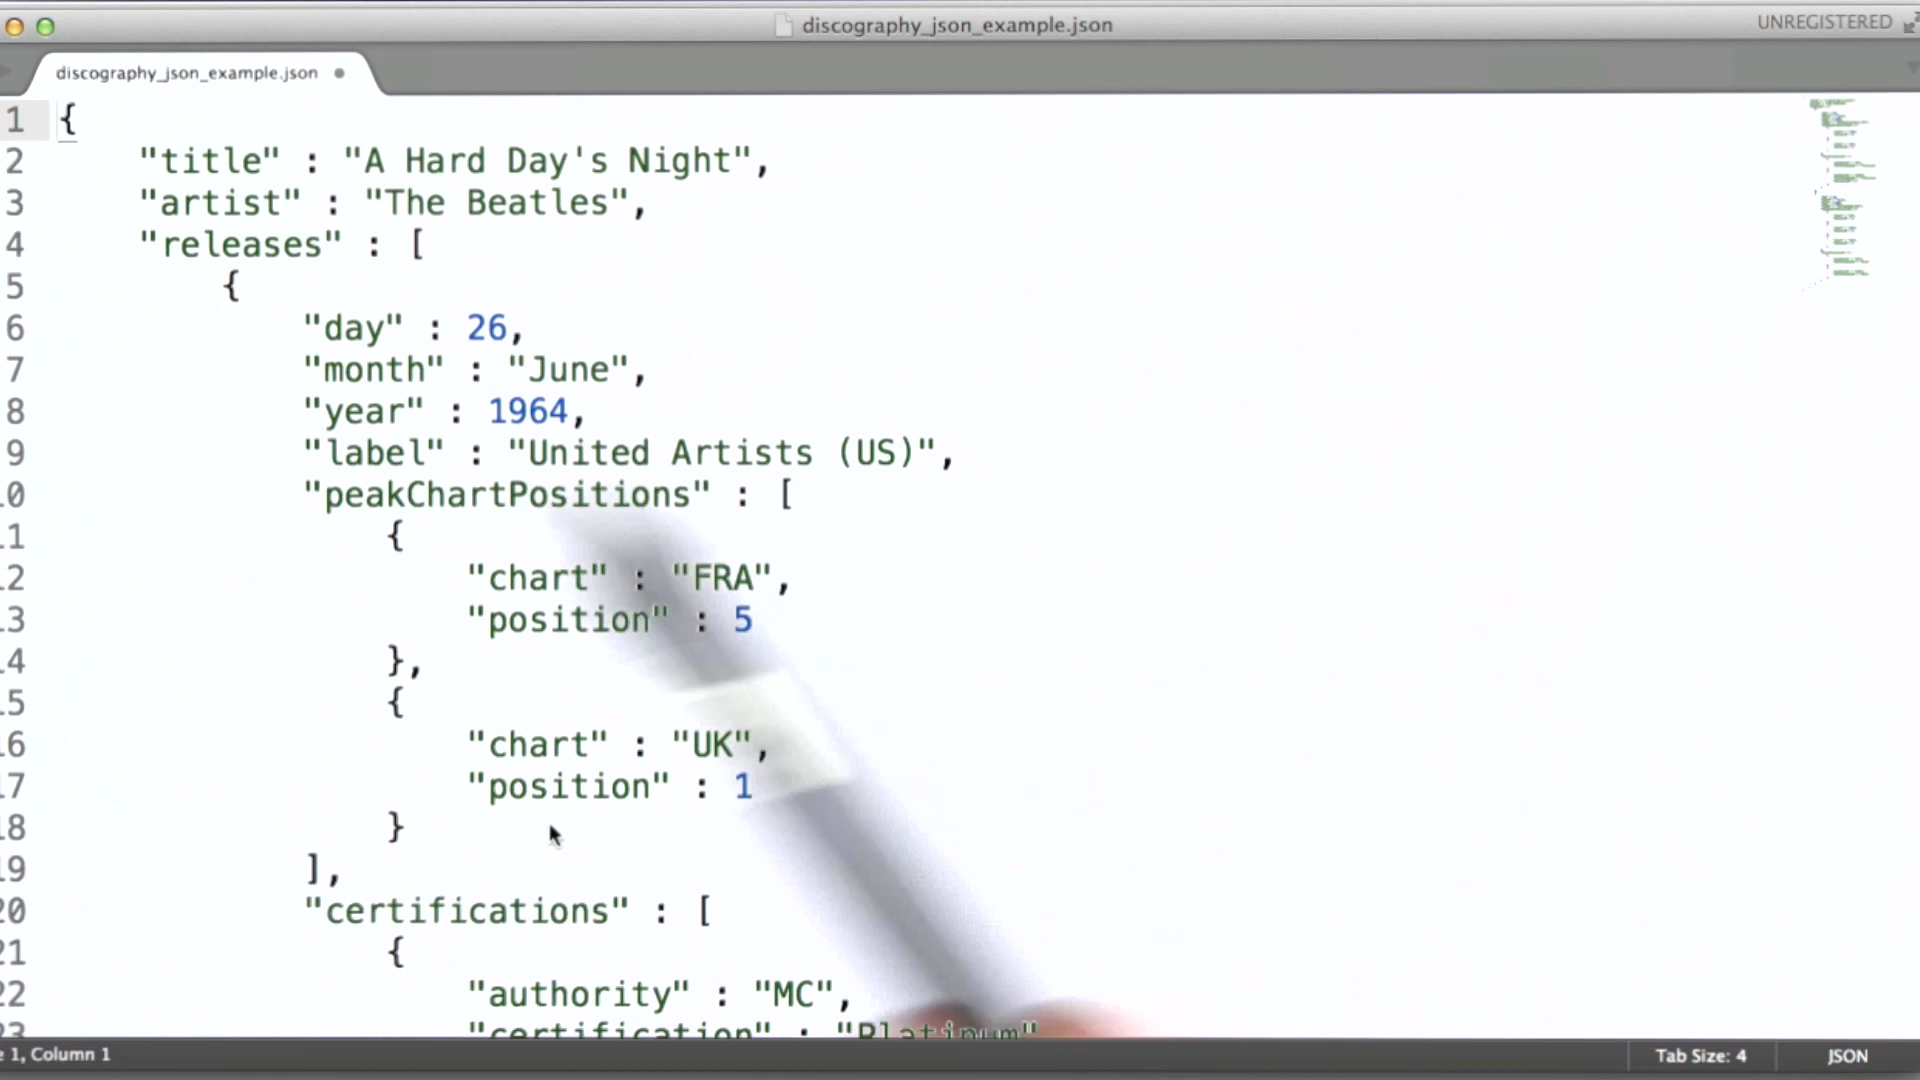 discography_json_example.json
UNREGISTERED
discography_json_example.json
1 {
2 "title" : "A Hard Day's Night",
3 "artist" : "The Beatles",
4 "releases" : [
5 {
6 "day" : 26,
7 "month" : "June",
8 "year" : 1964,
9 "label" : "United Artists (US)",
10 "peakChartPositions" : [
11 {
12 "chart" : "FRA",
13 "position" : 5
14 },
15 {
16 "chart" : "UK",
17 "position" : 1
18 }
19 ],
20 "certifications" : [
21 {
22 "authority" : "MC",
23 "certification" : "Platinum"
e 1, Column 1
Tab Size: 4
JSON